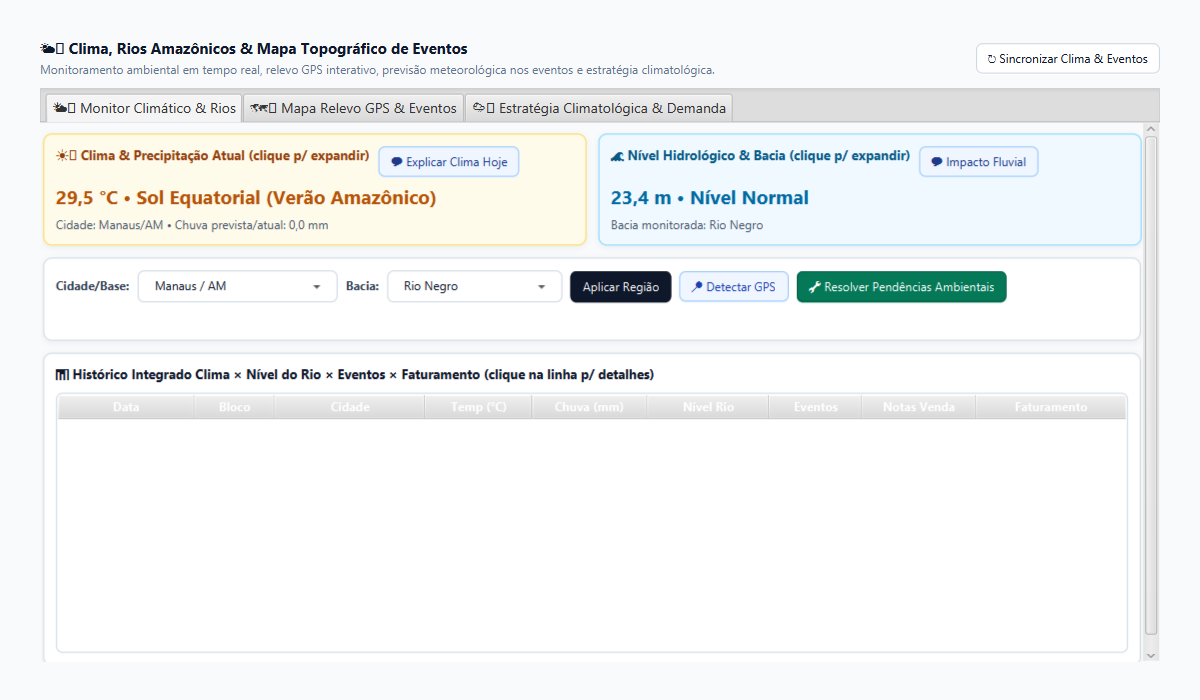 Clima, Rios Amazônicos & Mapa Topográfico de Eventos
Monitoramento ambiental em tempo real, relevo GPS interativo, previsão meteorológica nos eventos e estratégia climatológica.
↻ Sincronizar Clima & Eventos
Monitor Climático & Rios
Mapa Relevo GPS & Eventos
Estratégia Climatológica & Demanda
Clima & Precipitação Atual (clique p/ expandir)
Explicar Clima Hoje
29,5 °C • Sol Equatorial (Verão Amazônico)
Cidade: Manaus/AM • Chuva prevista/atual: 0,0 mm
Nível Hidrológico & Bacia (clique p/ expandir)
Impacto Fluvial
23,4 m • Nível Normal
Bacia monitorada: Rio Negro
Cidade/Base: Manaus / AM Bacia: Rio Negro Aplicar Região Detectar GPS Resolver Pendências Ambientais
Histórico Integrado Clima × Nível do Rio × Eventos × Faturamento (clique na linha p/ detalhes)
Data Bloco Cidade Temp (°C) Chuva (mm) Nível Rio Eventos Notas Venda Faturamento